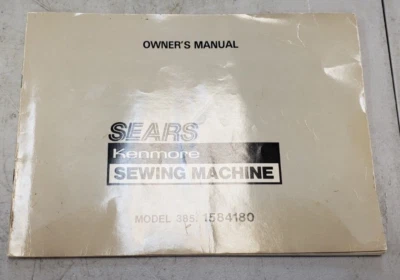 OWNER'S MANUAL
SEARS
Kenmore
SEWING MACHINE
MODEL 385. 1584180